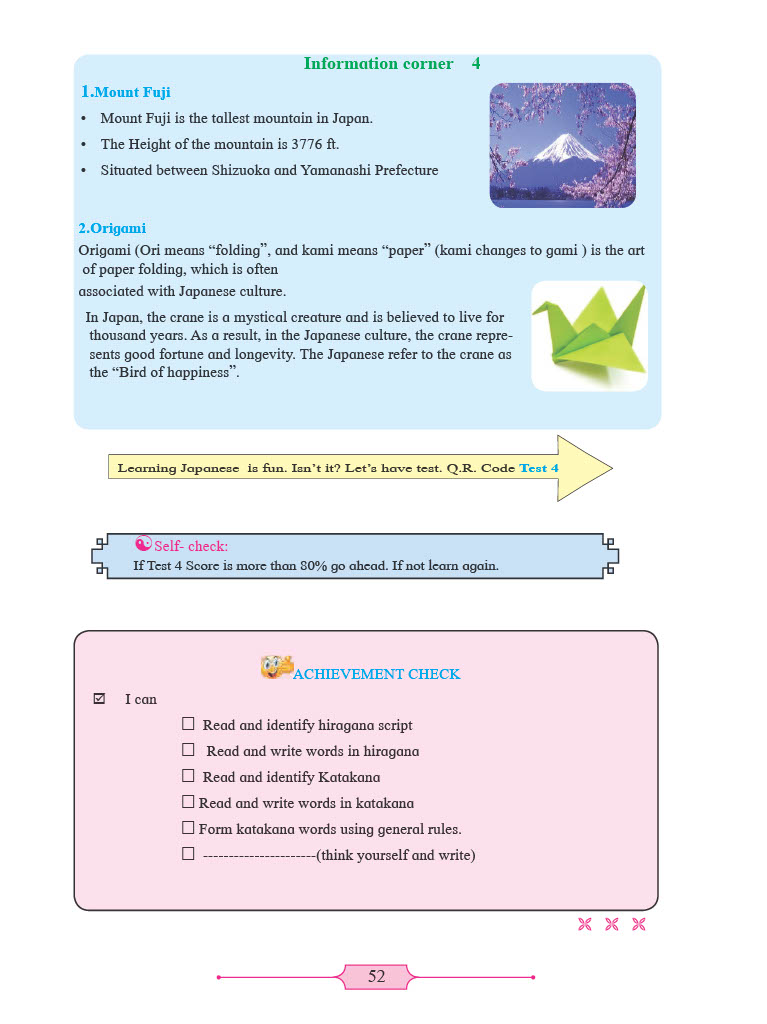 Information corner 4
1.Mount Fuji
• Mount Fuji is the tallest mountain in Japan.
• The Height of the mountain is 3776 ft.
• Situated between Shizuoka and Yamanashi Prefecture
2.Origami
Origami (Ori means “folding”, and kami means “paper” (kami changes to gami ) is the art
of paper folding, which is often
associated with Japanese culture.
In Japan, the crane is a mystical creature and is believed to live for
thousand years. As a result, in the Japanese culture, the crane repre-
sents good fortune and longevity. The Japanese refer to the crane as
the “Bird of happiness”.
Learning Japanese is fun. Isn’t it? Let’s have test. Q.R. Code Test 4
Self- check:
If Test 4 Score is more than 80% go ahead. If not learn again.
ACHIEVEMENT CHECK
☑ I can
☐ Read and identify hiragana script
☐ Read and write words in hiragana
☐ Read and identify Katakana
☐ Read and write words in katakana
☐ Form katakana words using general rules.
☐ ----------------------(think yourself and write)
52